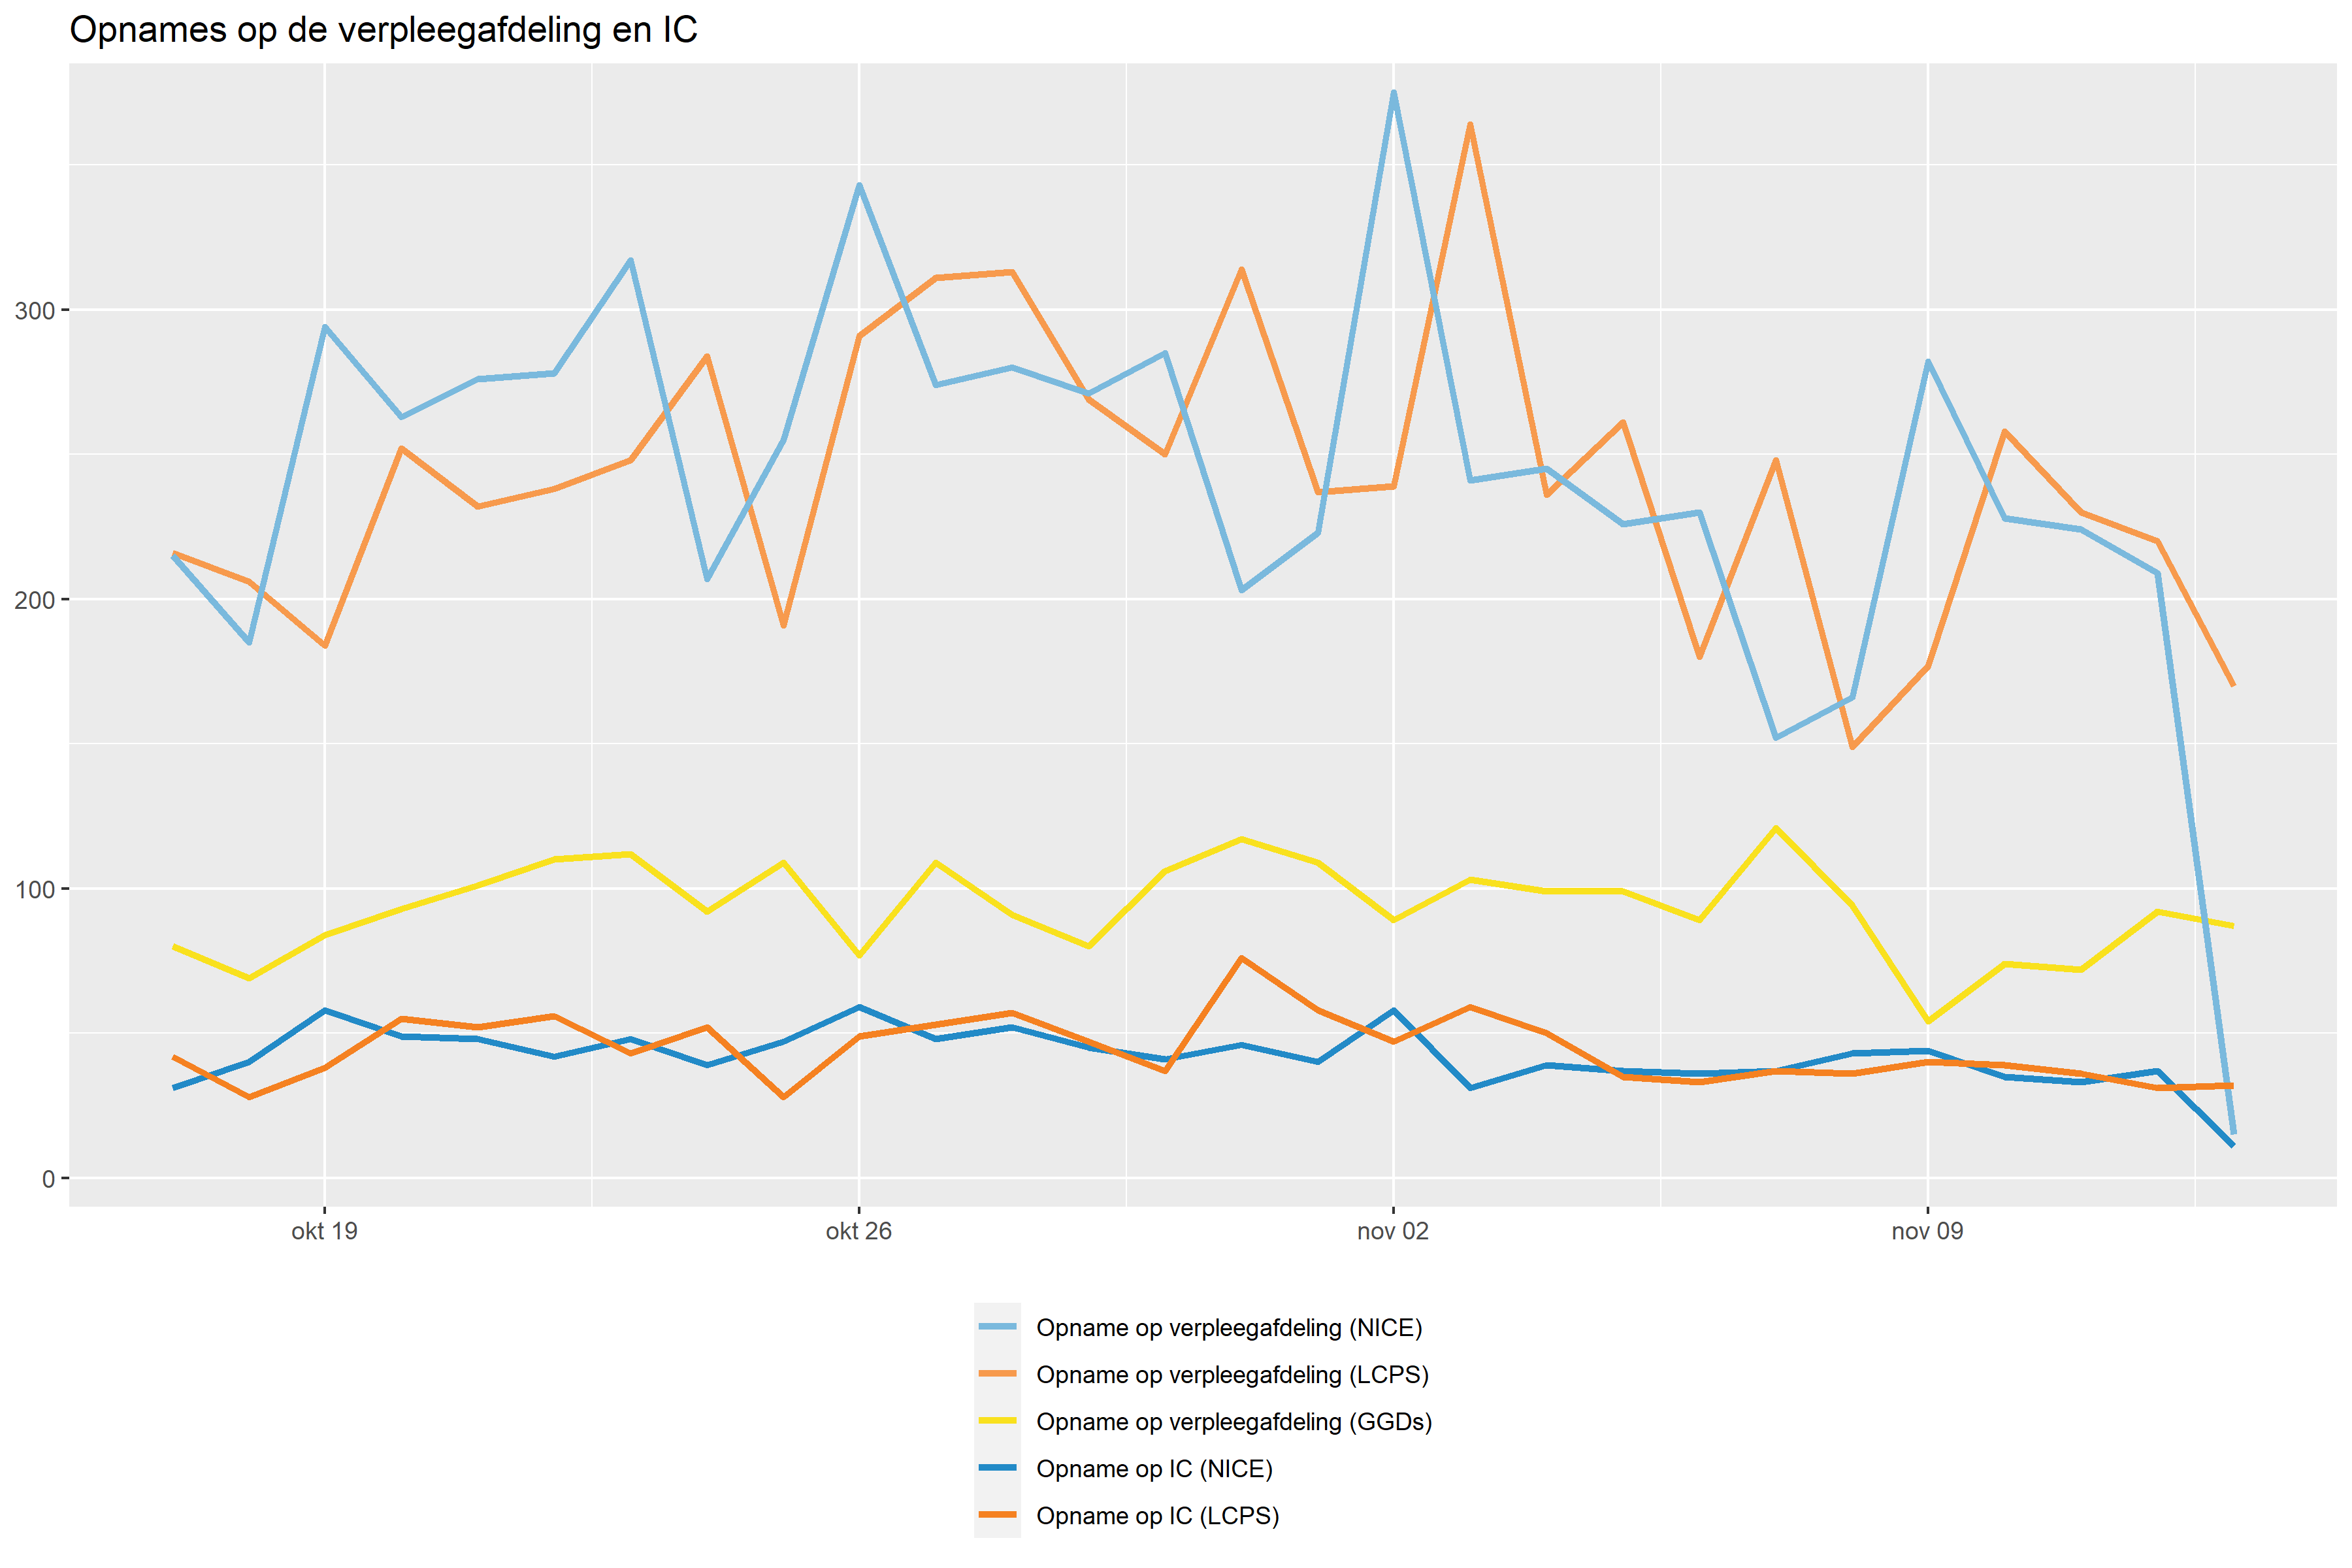 Opnames op de verpleegafdeling en IC
300
200
100
0
okt 19 okt 26 nov 02 nov 09
Opname op verpleegafdeling (NICE)
Opname op verpleegafdeling (LCPS)
Opname op verpleegafdeling (GGDs)
Opname op IC (NICE)
Opname op IC (LCPS)